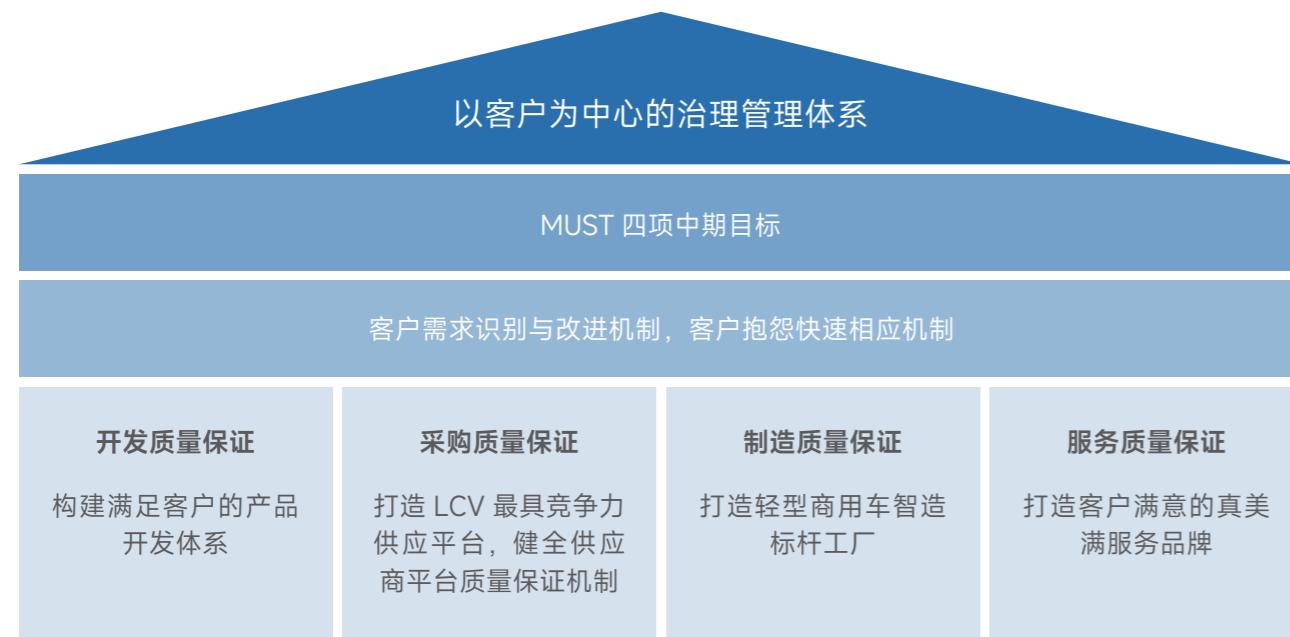 以客户为中心的治理管理体系
MUST 四项中期目标
客户需求识别与改进机制，客户抱怨快速相应机制
开发质量保证
构建满足客户的产品
开发体系
采购质量保证
打造 LCV 最具竞争力
供应平台，健全供应
商平台质量保证机制
制造质量保证
打造轻型商用车智造
标杆工厂
服务质量保证
打造客户满意的真美
满服务品牌